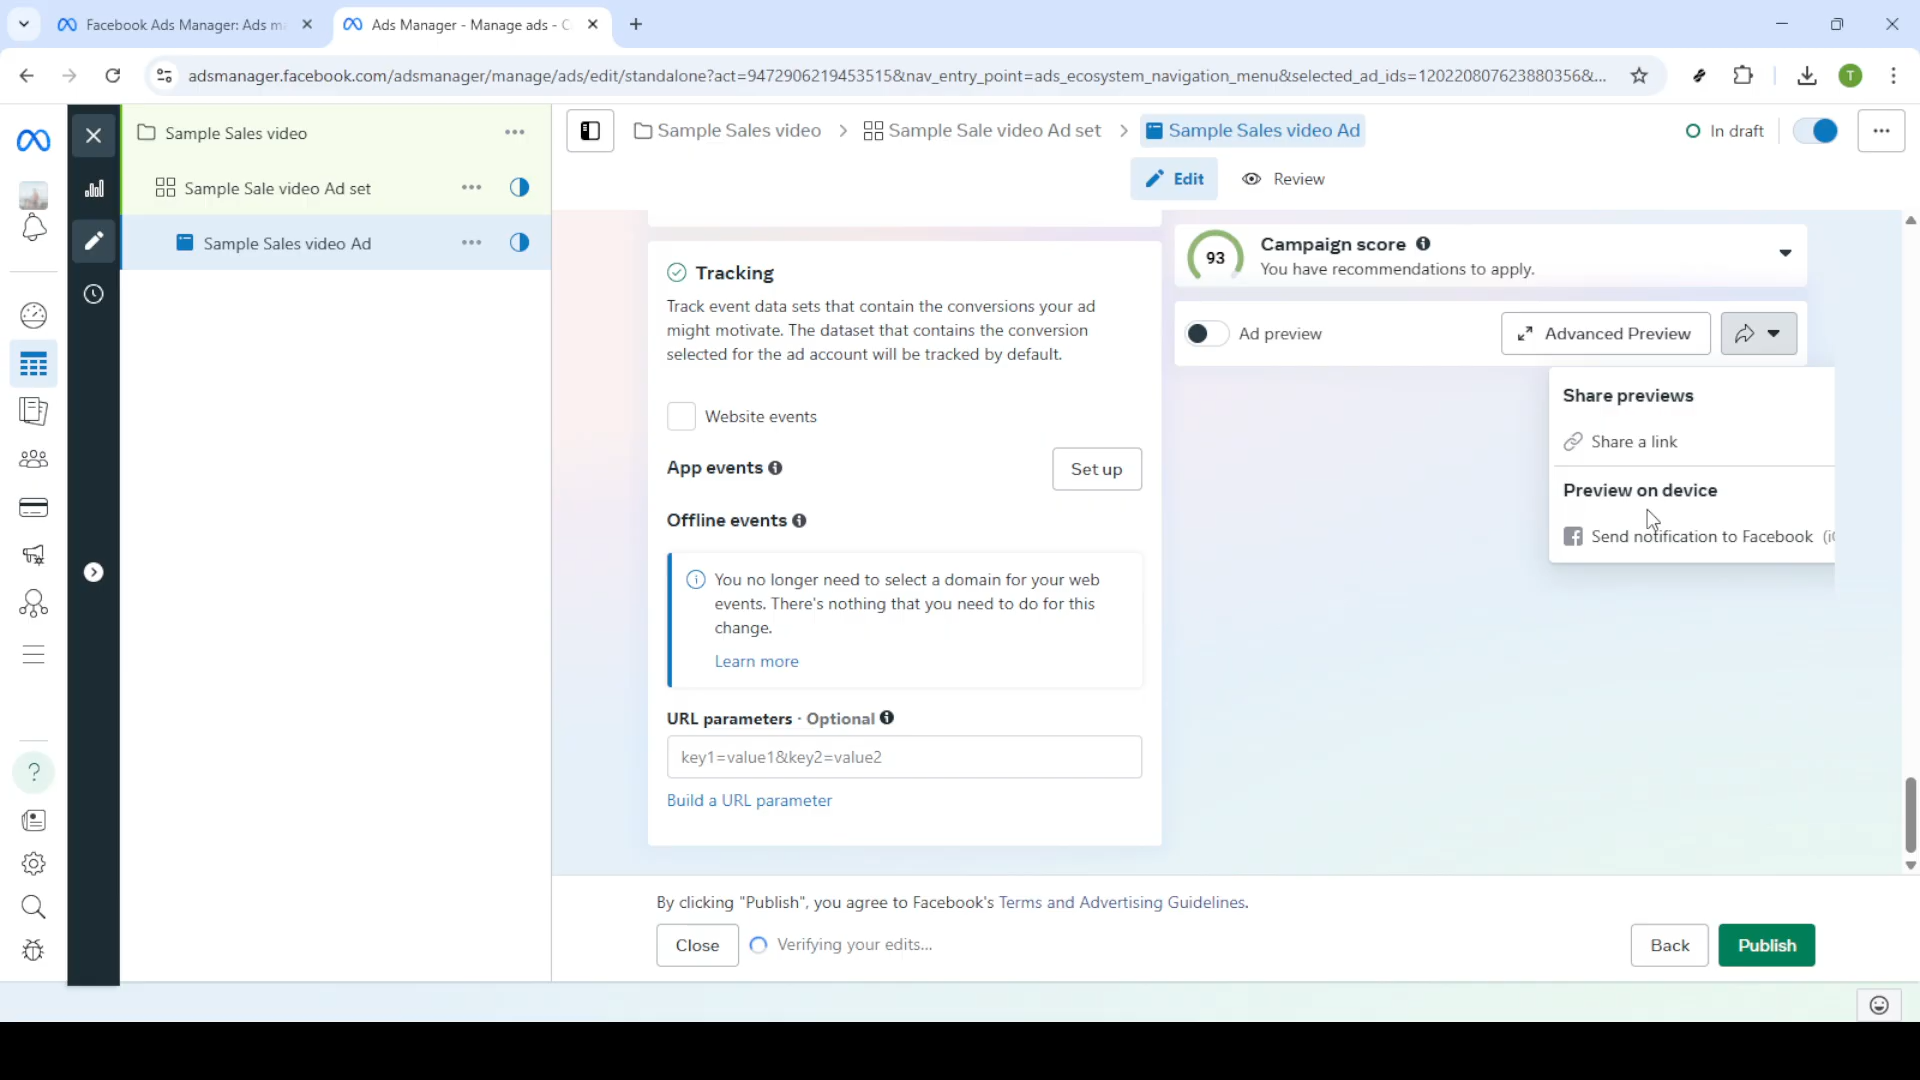 Facebook Ads Manager: Ads ma
Ads Manager - Manage ads - C
adsmanager.facebook.com/adsmanager/manage/ads/edit/standalone?act=9472906219453515&nav_entry_point=ads_ecosystem_navigation_menu&selected_ad_ids=120220807623880356&...
T
Sample Sales video
Sample Sale video Ad set
Sample Sales video Ad
Sample Sales video
Sample Sale video Ad set
Sample Sales video Ad
In draft
Edit
Review
Tracking
Track event data sets that contain the conversions your ad
might motivate. The dataset that contains the conversion
selected for the ad account will be tracked by default.
Website events
App events
Set up
Offline events
You no longer need to select a domain for your web
events. There's nothing that you need to do for this
change.
Learn more
URL parameters · Optional
key1=value1&key2=value2
Build a URL parameter
93
Campaign score
You have recommendations to apply.
Ad preview
Advanced Preview
Share previews
Share a link
Preview on device
Send notification to Facebook (i
By clicking "Publish", you agree to Facebook's Terms and Advertising Guidelines.
Close
Verifying your edits...
Back
Publish